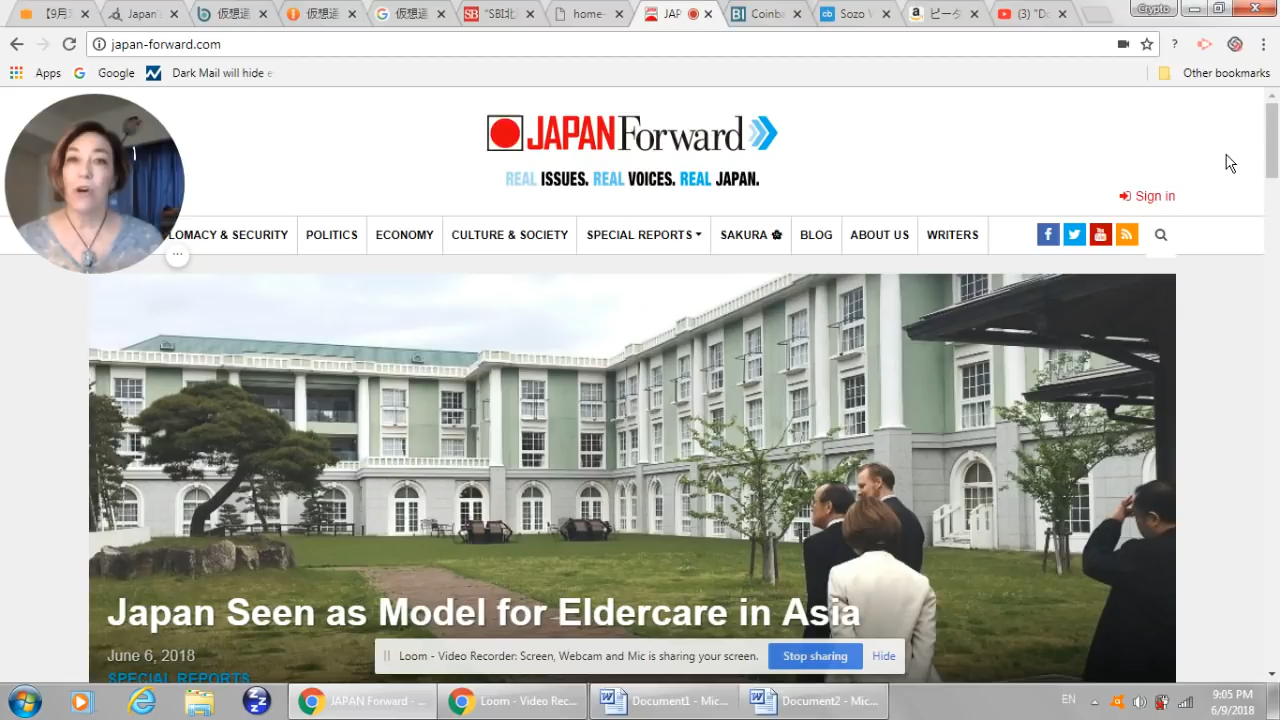 【9月
Japan'
仮想通
仮想通
仮想通
"SBI北
home-
JAP
Coinba
Sozo W
ピータ
(3) "Do
Crypto
japan-forward.com
Apps
Google
Dark Mail will hide e
Other bookmarks
JAPAN Forward
REAL ISSUES. REAL VOICES. REAL JAPAN.
Sign in
LOMACY & SECURITY POLITICS ECONOMY CULTURE & SOCIETY SPECIAL REPORTS SAKURA BLOG ABOUT US WRITERS
Japan Seen as Model for Eldercare in Asia
June 6, 2018
SPECIAL REPORTS
Loom - Video Recorder: Screen, Webcam and Mic is sharing your screen. Stop sharing Hide
JAPAN Forward - ...
Loom - Video Rec...
Document1 - Mic...
Document2 - Mic...
EN
9:05 PM
6/9/2018